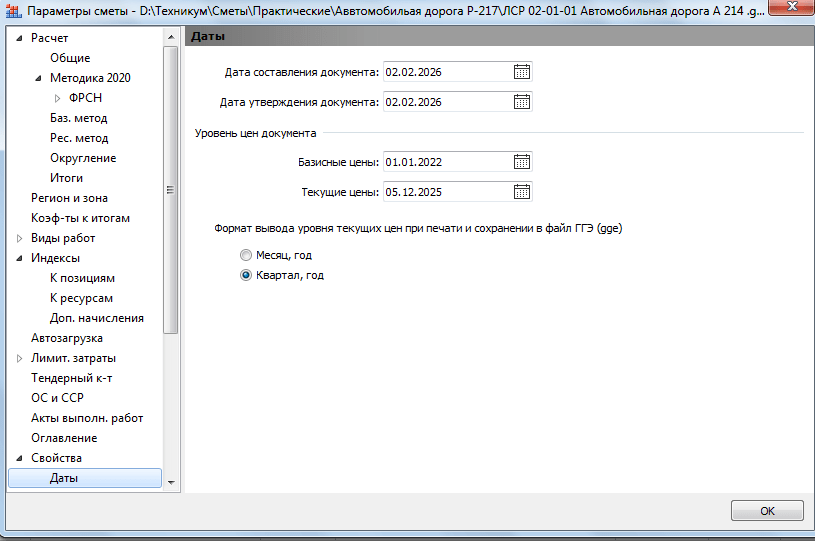 Параметры сметы - D:\Техникум\Сметы\Практические\Аввтомобильая дорога Р-217\ЛСР 02-01-01 Автомобильная дорога А 214 .g...
Расчет
Общие
Методика 2020
ФРСН
Баз. метод
Рес. метод
Округление
Итоги
Регион и зона
Коэф-ты к итогам
Виды работ
Индексы
К позициям
К ресурсам
Доп. начисления
Автозагрузка
Лимит. затраты
Тендерный к-т
ОС и ССР
Акты выполн. работ
Оглавление
Свойства
Даты
Даты
Дата составления документа: 02.02.2026
Дата утверждения документа: 02.02.2026
Уровень цен документа
Базисные цены: 01.01.2022
Текущие цены: 05.12.2025
Формат вывода уровня текущих цен при печати и сохранении в файл ГГЭ (gge)
Месяц, год
Квартал, год
OK